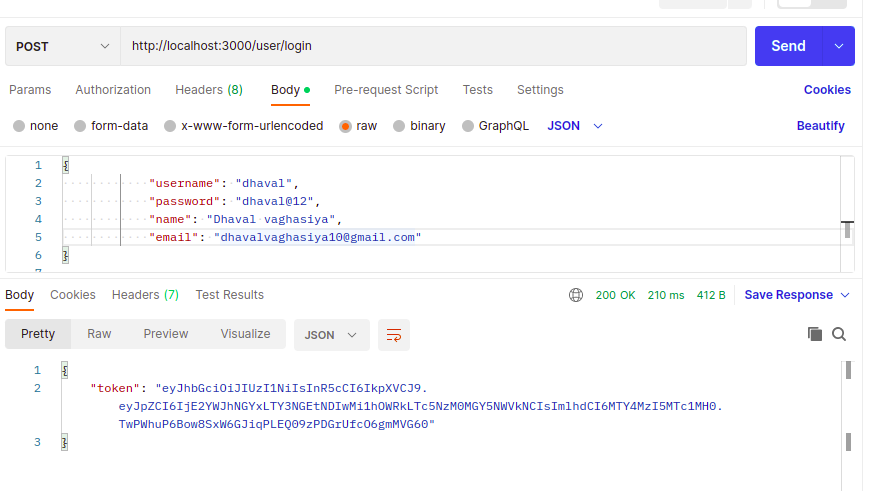 POST http://localhost:3000/user/login Send
Params Authorization Headers (8) Body Pre-request Script Tests Settings Cookies
none form-data x-www-form-urlencoded raw binary GraphQL JSON Beautify
1 {
2 "username": "dhaval",
3 "password": "dhaval@12",
4 "name": "Dhaval vaghasiya",
5 "email": "dhavalvaghasiya10@gmail.com"
6 }
7
Body Cookies Headers (7) Test Results 200 OK 210 ms 412 B Save Response
Pretty Raw Preview Visualize JSON
1 {
2 "token": "eyJhbGciOiJIUzI1NiIsInR5cCI6IkpXVCJ9.
eyJpZCI6IjE2YWJhNGYxLTY3NGEtNDIwMi1hOWRkLTc5NzM0MGY5NWVkNCIsImlhdCI6MTY4MzI5MTc1MH0.
TwPWhuP6Bow8SxW6GJiqPLEQ09zPDGrUfcO6gmMVG60"
3 }